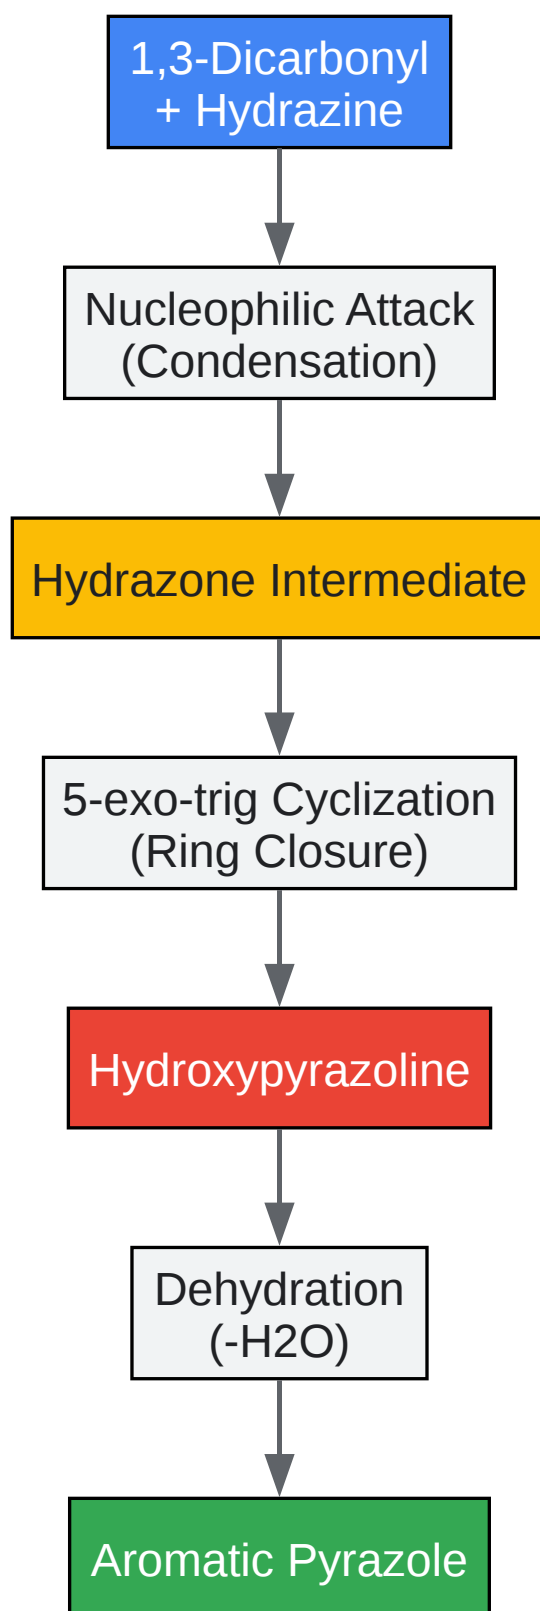 1,3-Dicarbonyl
+ Hydrazine
Nucleophilic Attack
(Condensation)
Hydrazone Intermediate
5-exo-trig Cyclization
(Ring Closure)
Hydroxypyrazoline
Dehydration
(-H2O)
Aromatic Pyrazole